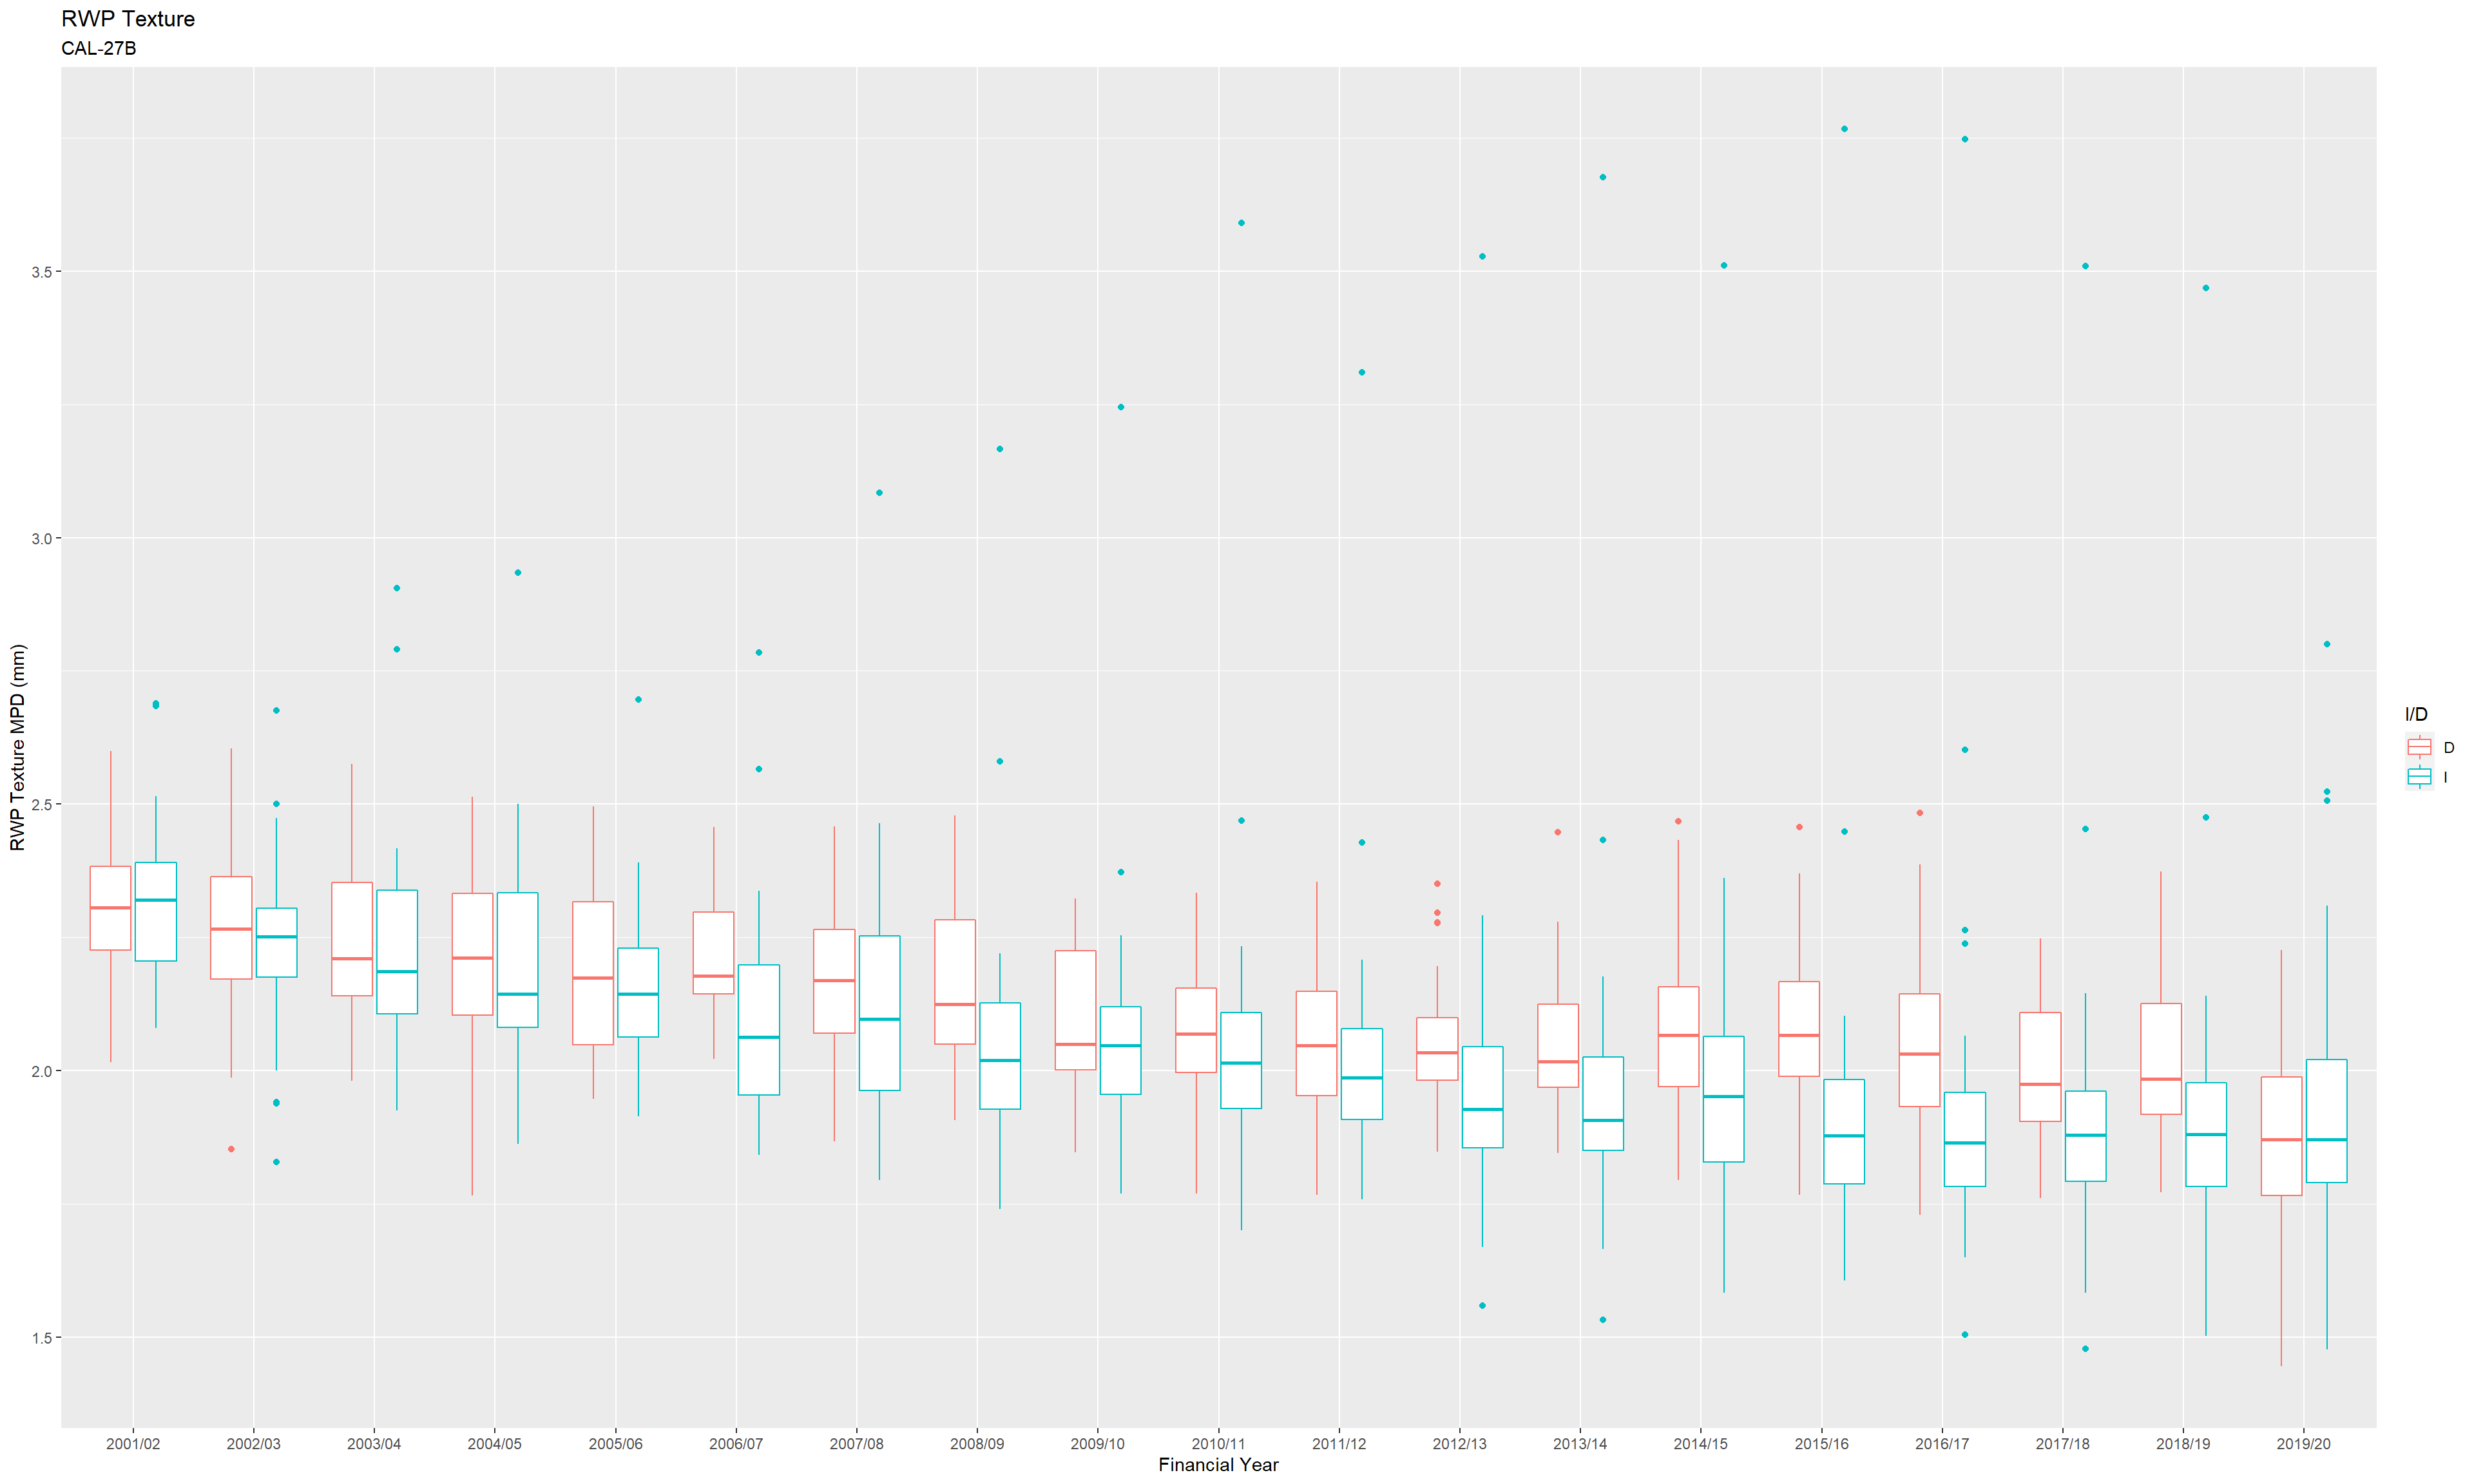 RWP Texture
CAL-27B
RWP Texture MPD (mm)
3.5
3.0
2.5
2.0
1.5
2001/02 2002/03 2003/04 2004/05 2005/06 2006/07 2007/08 2008/09 2009/10 2010/11 2011/12 2012/13 2013/14 2014/15 2015/16 2016/17 2017/18 2018/19 2019/20
Financial Year
I/D
D
I